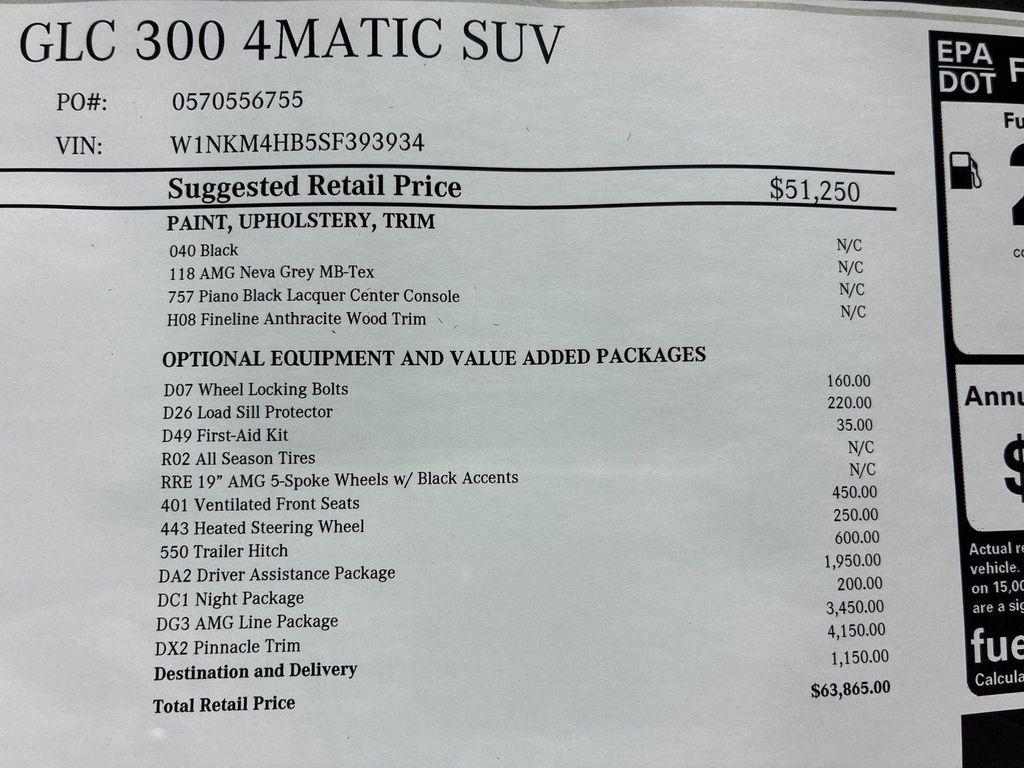 GLC 300 4MATIC SUV
PO#: 0570556755
VIN: W1NKM4HB5SF393934
Suggested Retail Price $51,250
PAINT, UPHOLSTERY, TRIM
040 Black N/C
118 AMG Neva Grey MB-Tex N/C
757 Piano Black Lacquer Center Console N/C
H08 Fineline Anthracite Wood Trim N/C
OPTIONAL EQUIPMENT AND VALUE ADDED PACKAGES
D07 Wheel Locking Bolts 160.00
D26 Load Sill Protector 220.00
D49 First-Aid Kit 35.00
R02 All Season Tires N/C
RRE 19” AMG 5-Spoke Wheels w/ Black Accents N/C
401 Ventilated Front Seats 450.00
443 Heated Steering Wheel 250.00
550 Trailer Hitch 600.00
DA2 Driver Assistance Package 1,950.00
DC1 Night Package 200.00
DG3 AMG Line Package 3,450.00
DX2 Pinnacle Trim 4,150.00
Destination and Delivery 1,150.00
Total Retail Price $63,865.00
EPA
DOT
$
Actual
vehicle.
on 15,00
are a